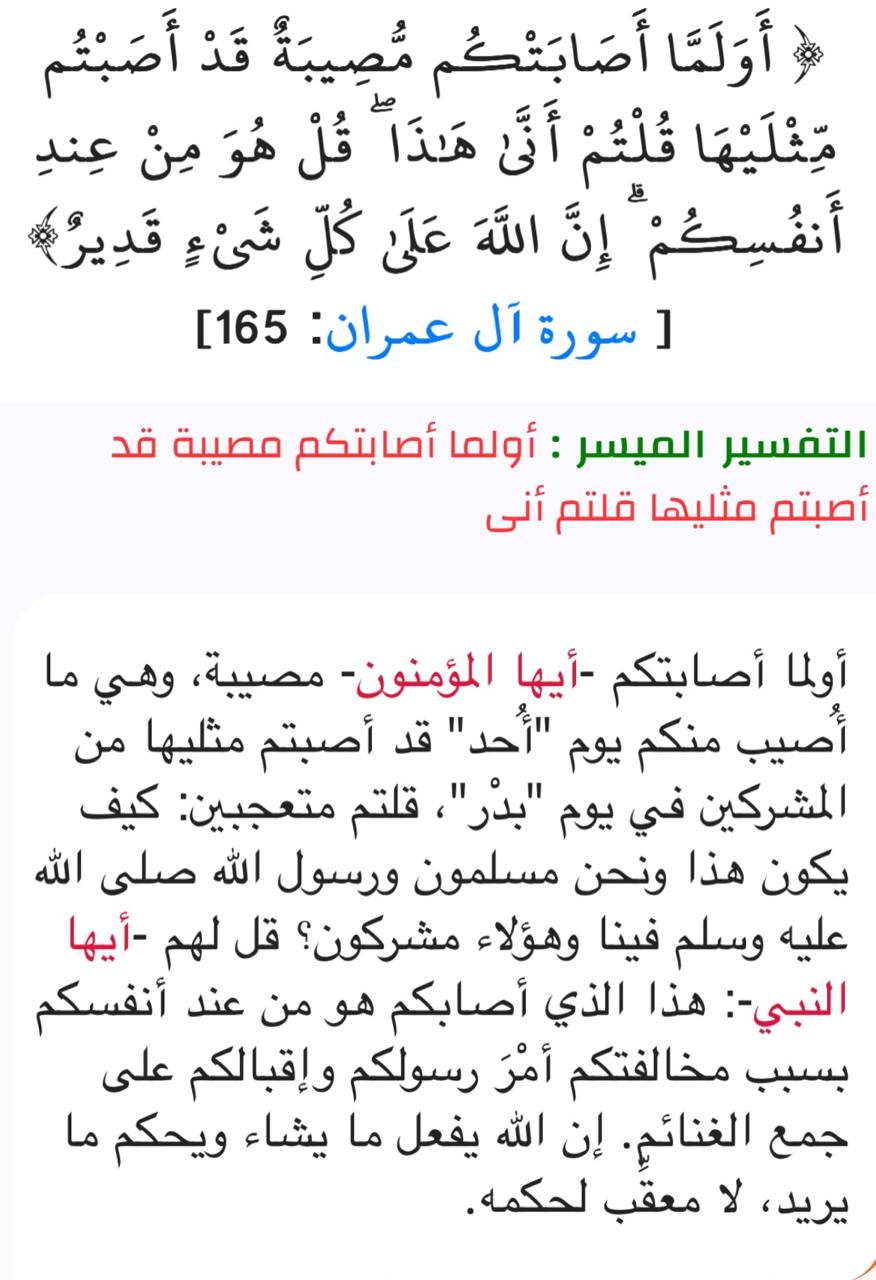 ﴿ أَوَلَمَّا أَصَابَتْكُم مُّصِيبَةٌ قَدْ أَصَبْتُم
مِّثْلَيْهَا قُلْتُمْ أَنَّىٰ هَٰذَا ۖ قُلْ هُوَ مِنْ عِندِ
أَنفُسِكُمْ ۗ إِنَّ اللَّهَ عَلَىٰ كُلِّ شَىْءٍ قَدِيرٌ﴾
[ سورة آل عمران: 165]
التفسير الميسر : أولما أصابتكم مصيبة قد
أصبتم مثليها قلتم أنى
أولما أصابتكم -أيها المؤمنون- مصيبة، وهي ما
أُصيب منكم يوم "أُحد" قد أصبتم مثليها من
المشركين في يوم "بدْر"، قلتم متعجبين: كيف
يكون هذا ونحن مسلمون ورسول الله صلى الله
عليه وسلم فينا وهؤلاء مشركون؟ قل لهم -أيها
النبي-: هذا الذي أصابكم هو من عند أنفسكم
بسبب مخالفتكم أمْرَ رسولكم وإقبالكم على
جمع الغنائم. إن الله يفعل ما يشاء ويحكم ما
يريد، لا معقِّب لحكمه.